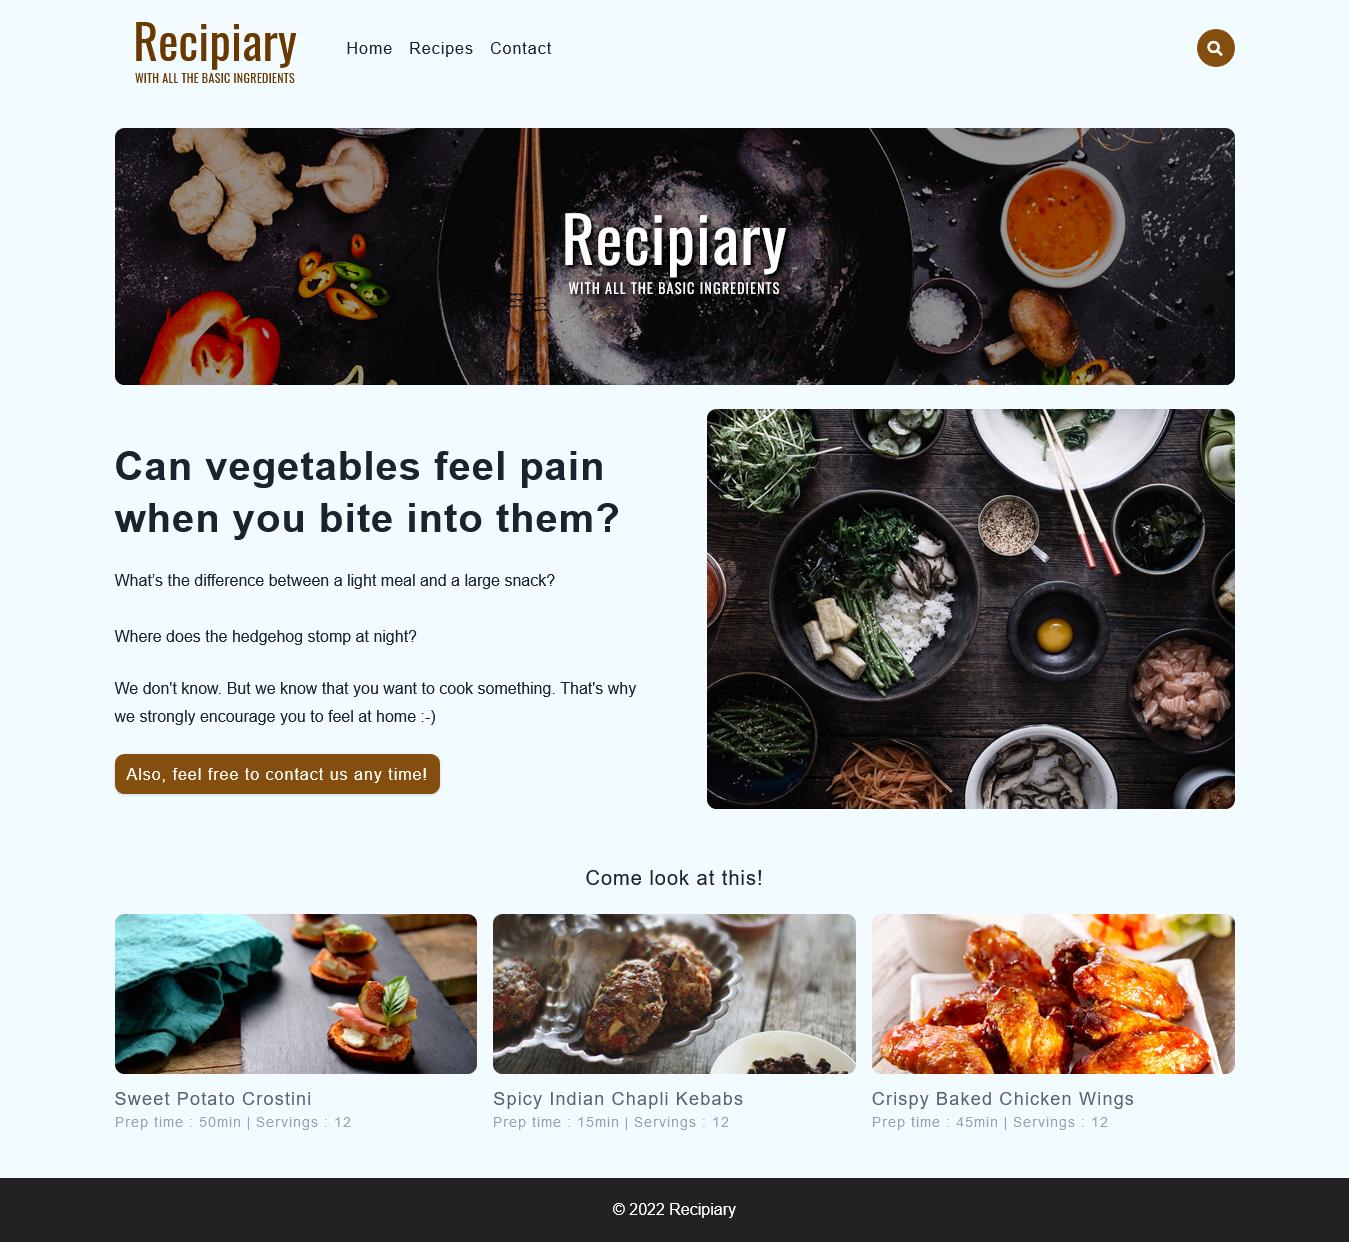 Recipiary
WITH ALL THE BASIC INGREDIENTS
Home Recipes Contact
Recipiary
WITH ALL THE BASIC INGREDIENTS
Can vegetables feel pain
when you bite into them?
What's the difference between a light meal and a large snack?
Where does the hedgehog stomp at night?
We don't know. But we know that you want to cook something. That's why
we strongly encourage you to feel at home :-)
Also, feel free to contact us any time!
Come look at this!
Sweet Potato Crostini
Prep time : 50min | Servings : 12
Spicy Indian Chapli Kebabs
Prep time : 15min | Servings : 12
Crispy Baked Chicken Wings
Prep time : 45min | Servings : 12
© 2022 Recipiary